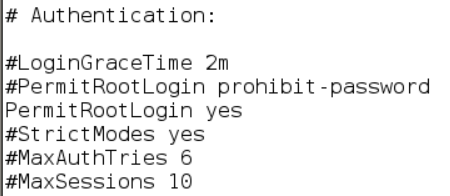 # Authentication:
#LoginGraceTime 2m
#PermitRootLogin prohibit-password
PermitRootLogin yes
#StrictModes yes
#MaxAuthTries 6
#MaxSessions 10